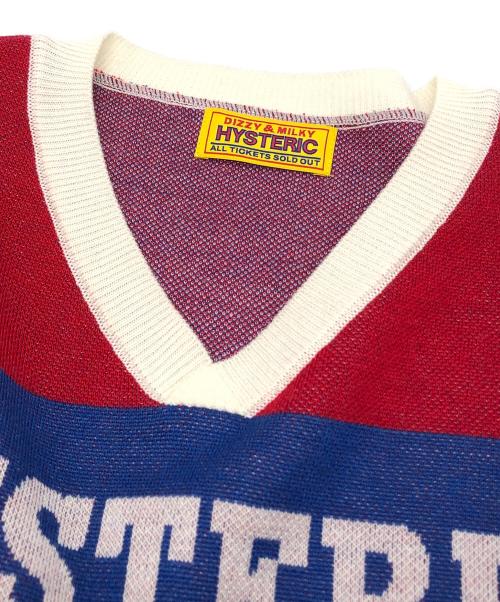 DIZZY & MILKY
HYSTERIC
ALL TICKETS SOLD OUT
STERI